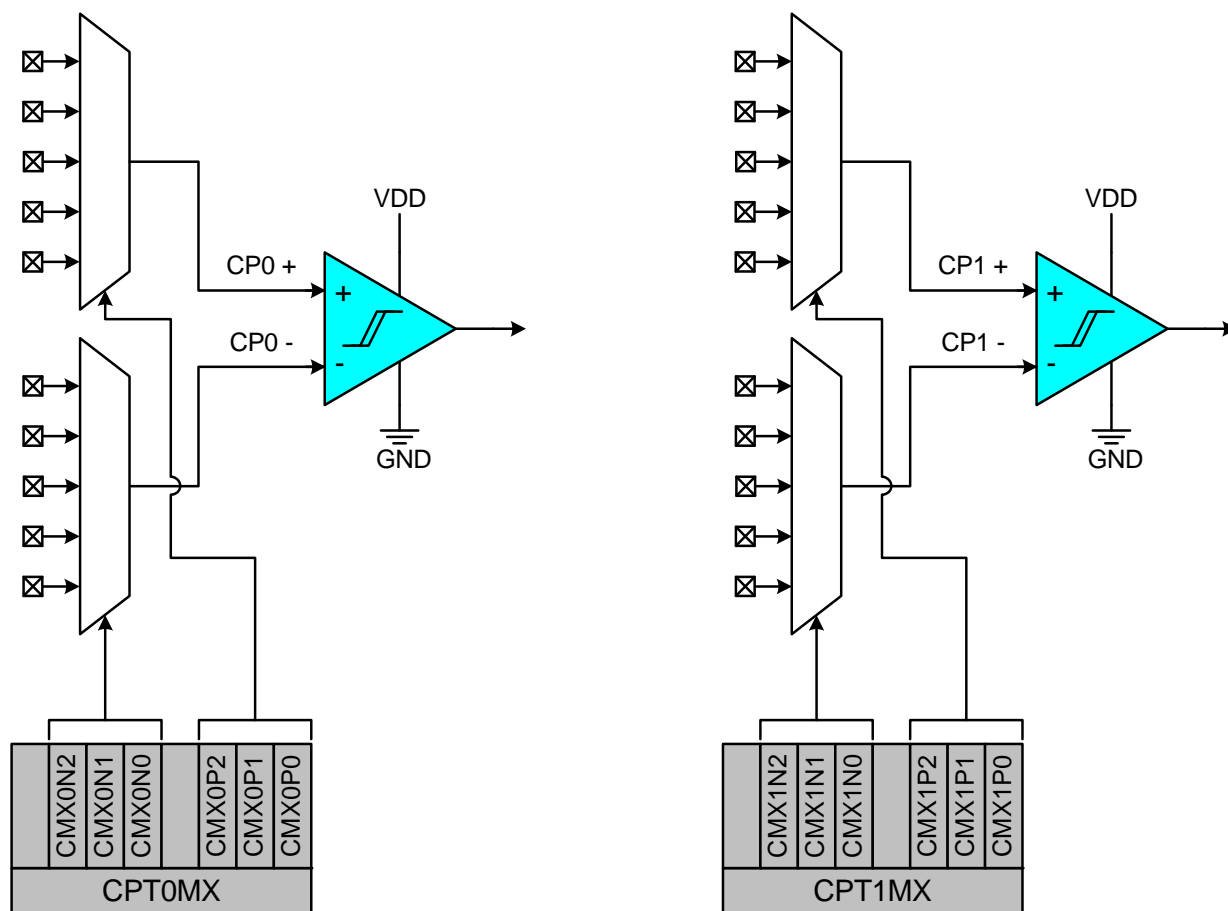 VDD
CP0 +
+
CP0 -
-
GND
CMX0N2
CMX0N1
CMX0N0
CMX0P2
CMX0P1
CMX0P0
CPT0MX
VDD
CP1 +
+
CP1 -
-
GND
CMX1N2
CMX1N1
CMX1N0
CMX1P2
CMX1P1
CMX1P0
CPT1MX